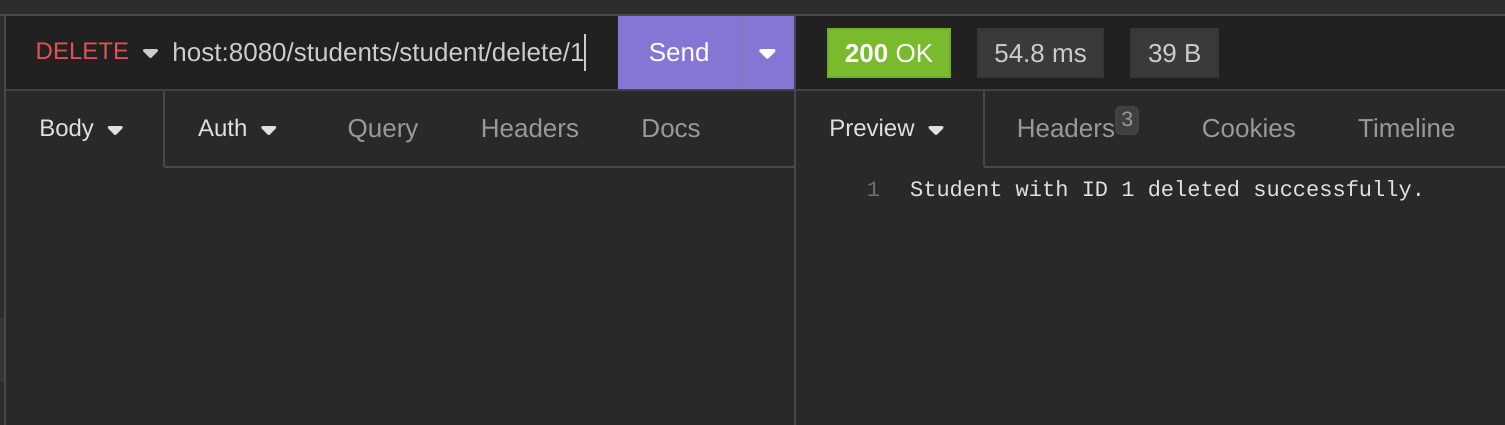 DELETE host:8080/students/student/delete/1 Send 200 OK 54.8 ms 39 B
Body Auth Query Headers Docs Preview Headers 3 Cookies Timeline
1 Student with ID 1 deleted successfully.